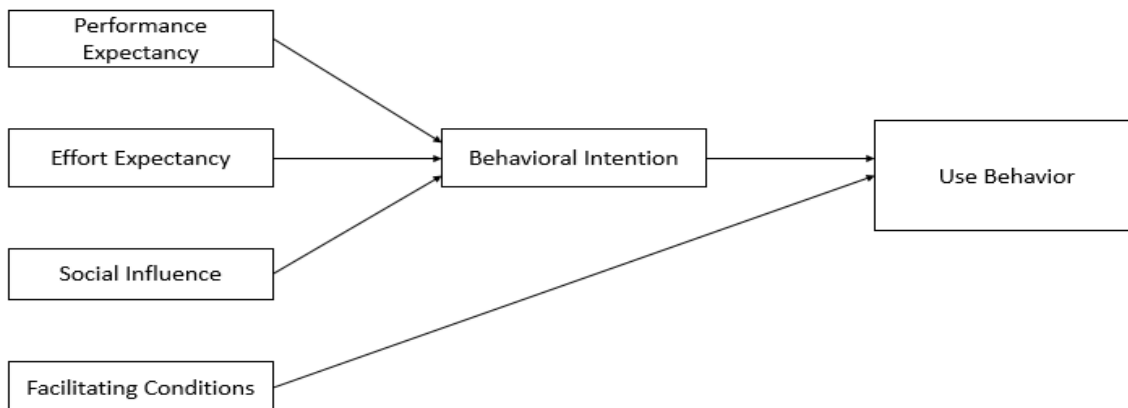 Performance
Expectancy
Effort Expectancy
Behavioral Intention
Use Behavior
Social Influence
Facilitating Conditions